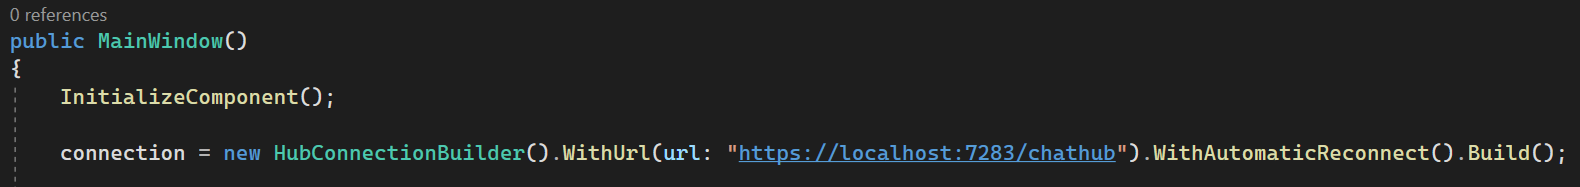 0 references
public MainWindow()
{
InitializeComponent();
connection = new HubConnectionBuilder().WithUrl(url: "https://localhost:7283/chathub").WithAutomaticReconnect().Build();